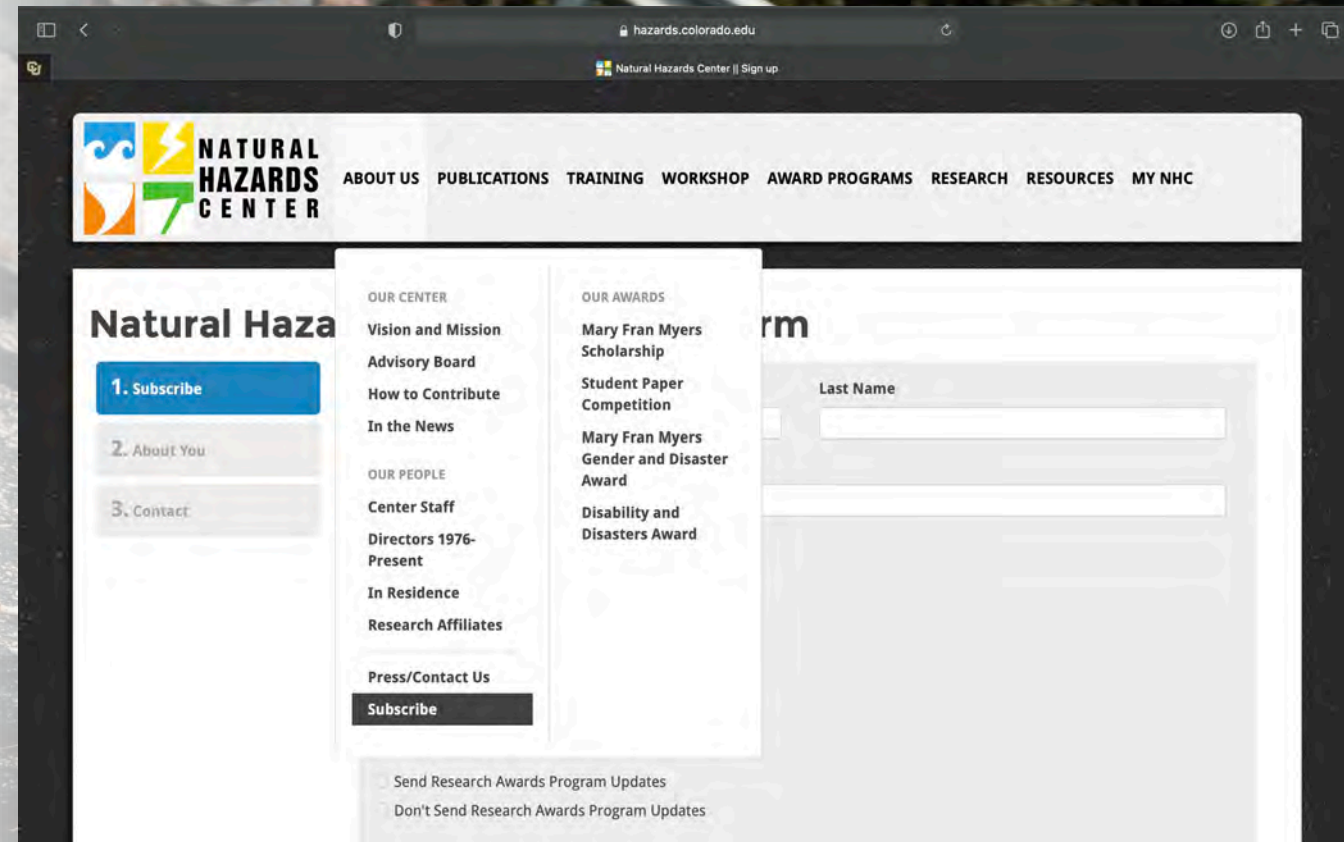 hazards.colorado.edu
Natural Hazards Center || Sign up
NATURAL
HAZARDS
CENTER
ABOUT US PUBLICATIONS TRAINING WORKSHOP AWARD PROGRAMS RESEARCH RESOURCES MY NHC
Natural Haza
rm
1. Subscribe
2. About You
3. Contact
OUR CENTER
Vision and Mission
Advisory Board
How to Contribute
In the News
OUR PEOPLE
Center Staff
Directors 1976-
Present
In Residence
Research Affiliates
Press/Contact Us
Subscribe
OUR AWARDS
Mary Fran Myers
Scholarship
Student Paper
Competition
Mary Fran Myers
Gender and Disaster
Award
Disability and
Disasters Award
Last Name
Send Research Awards Program Updates
Don't Send Research Awards Program Updates